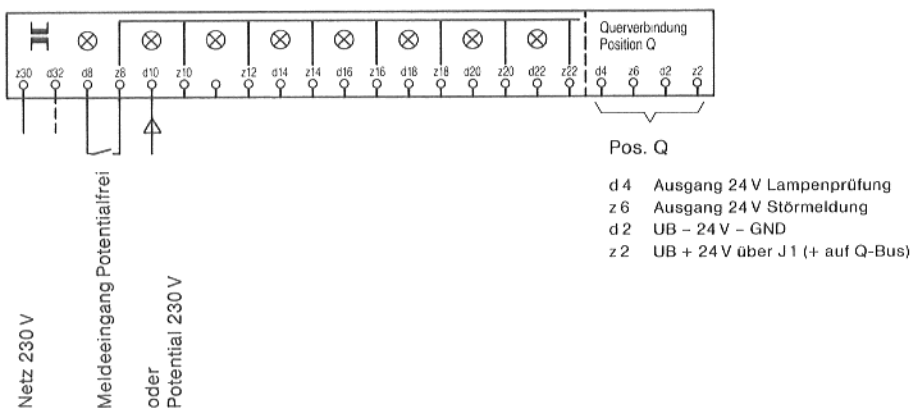 Querverbindung
Position Q
z30 d32 d8 z8 d10 z10 z12 d14 z14 d16 z16 d18 z18 d20 z20 d22 z22 d4 z6 d2 z2
Pos. Q
d 4 Ausgang 24 V Lampenprüfung
z 6 Ausgang 24 V Störmeldung
d 2 UB – 24 V – GND
z 2 UB + 24 V über J 1 (+ auf Q-Bus)
Netz 230 V
Meldeeingang Potentialfrei
oder
Potential 230 V